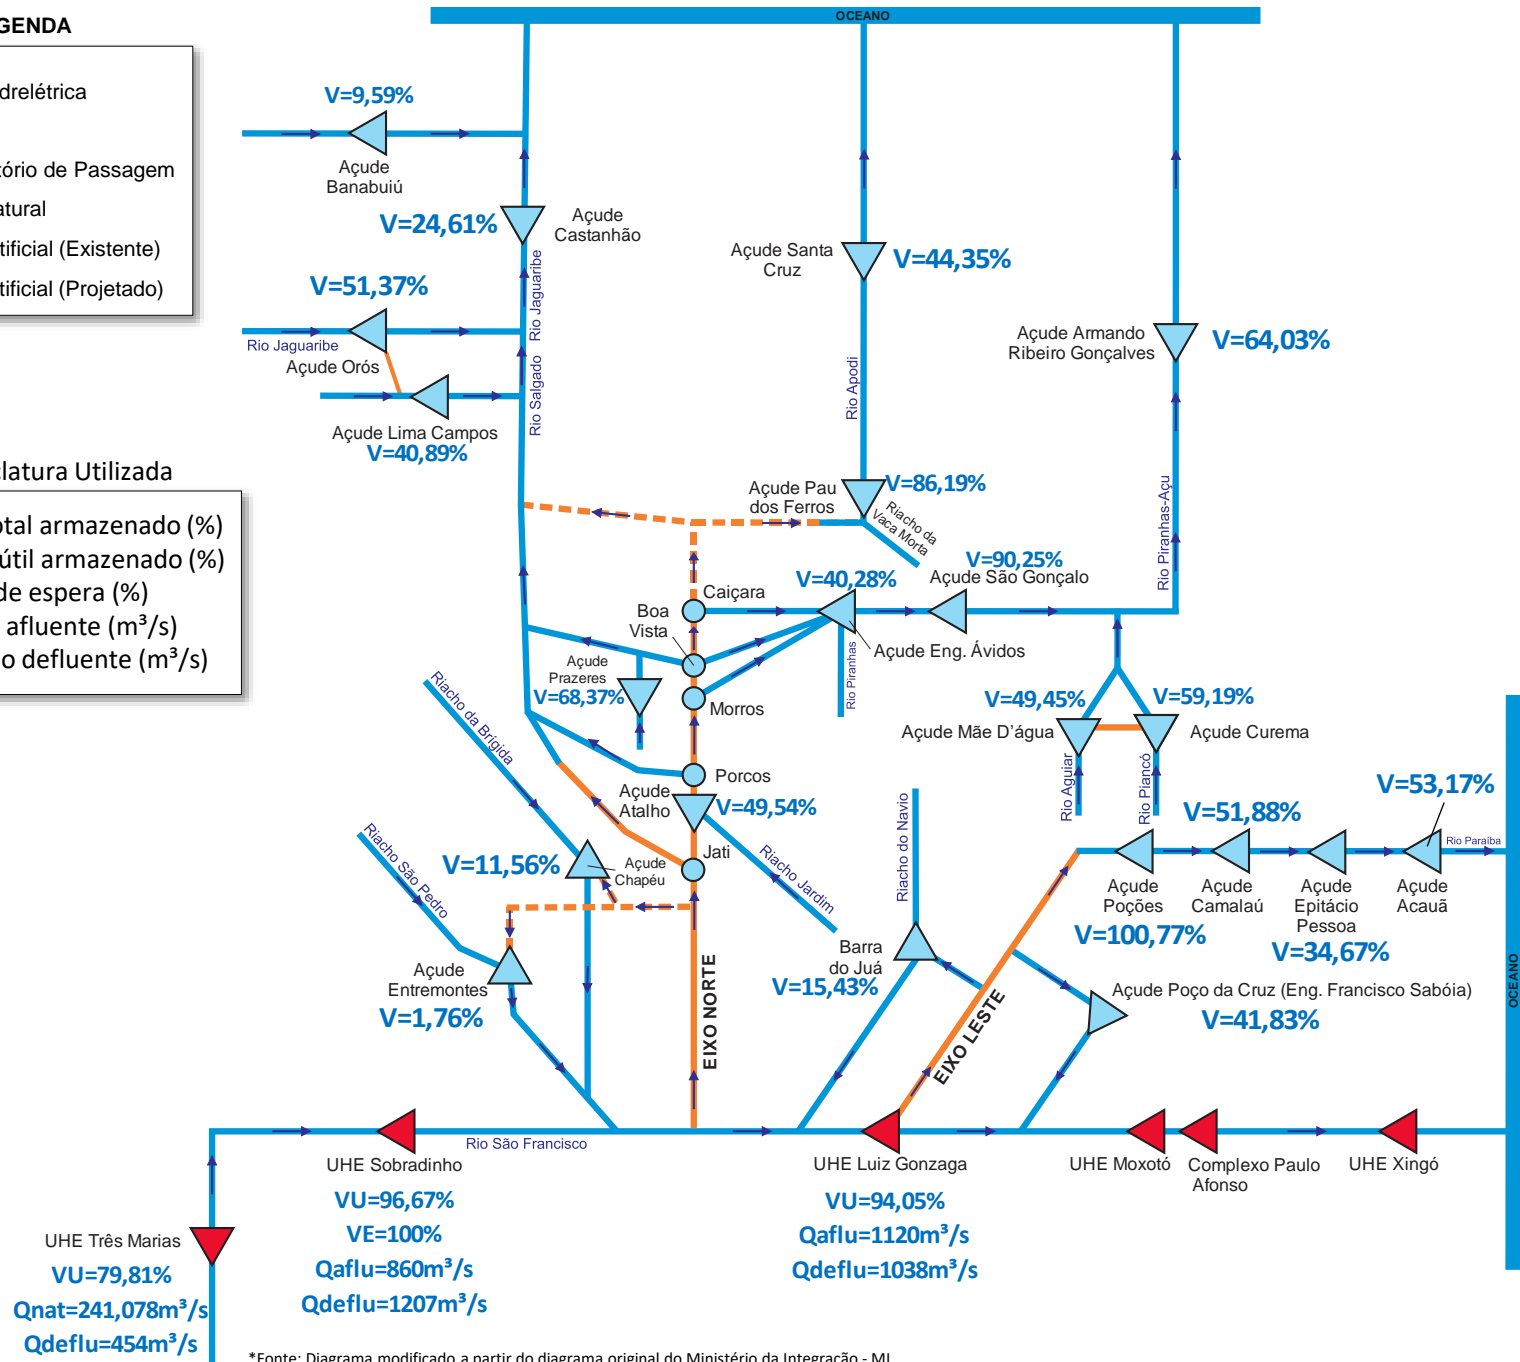 GENDA
drelétrica
tório de Passagem
atural
tificial (Existente)
tificial (Projetado)
clatura Utilizada
otal armazenado (%)
útil armazenado (%)
de espera (%)
afluente (m³/s)
o defluente (m³/s)
OCEANO
V=9,59%
Açude
Banabuiú
V=24,61%
Açude
Castanhão
Rio Jaguaribe
V=51,37%
Rio Jaguaribe
Açude Orós
Rio Salgado
Açude Lima Campos
V=40,89%
Açude Santa
Cruz
V=44,35%
Rio Apodi
Açude Armando
Ribeiro Gonçalves
V=64,03%
Rio Piranhas-Açu
Açude Pau
dos Ferros
V=86,19%
Riacho da
Vaca Morta
V=90,25%
Açude São Gonçalo
V=40,28%
Caiçara
Boa
Vista
Açude Eng. Ávidos
Rio Piranhas
Açude
Prazeres
V=68,37%
Morros
Riacho da Brígida
V=49,45%
V=59,19%
Açude Mãe D'água
Açude Curema
Rio Aguiar
Rio Piancó
Porcos
Açude
Atalho
V=49,54%
Jati
Riacho Jardim
Riacho do Navio
V=53,17%
V=51,88%
Rio Paraíba
Riacho São Pedro
V=11,56%
Açude
Chapéu
Açude
Poções
V=100,77%
Açude
Camalaú
Açude
Epitácio
Pessoa
V=34,67%
Açude
Acauã
Açude
Entremontes
V=1,76%
EIXO NORTE
Barra
do Juá
V=15,43%
EIXO LESTE
Açude Poço da Cruz (Eng. Francisco Sabóia)
V=41,83%
OCEANO
Rio São Francisco
UHE Sobradinho
VU=96,67%
VE=100%
Qaflu=860m³/s
Qdeflu=1207m³/s
UHE Luiz Gonzaga
VU=94,05%
Qaflu=1120m³/s
Qdeflu=1038m³/s
UHE Moxotó
Complexo Paulo
Afonso
UHE Xingó
UHE Três Marias
VU=79,81%
Qnat=241,078m³/s
Qdeflu=454m³/s
*Fonte: Diagrama modificado a partir do diagrama original do Ministério da Integração - MI